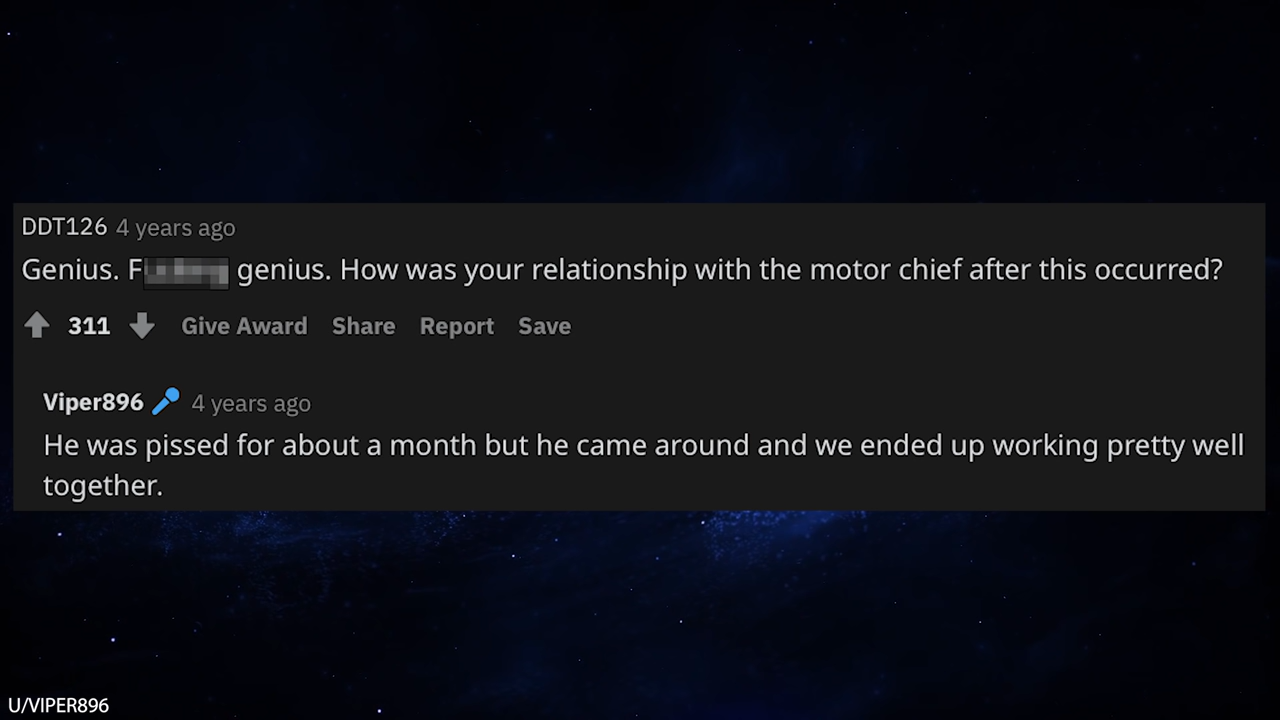 DDT126 4 years ago
Genius. F genius. How was your relationship with the motor chief after this occurred?
311 Give Award Share Report Save
Viper896 4 years ago
He was pissed for about a month but he came around and we ended up working pretty well
together.
U/VIPER896